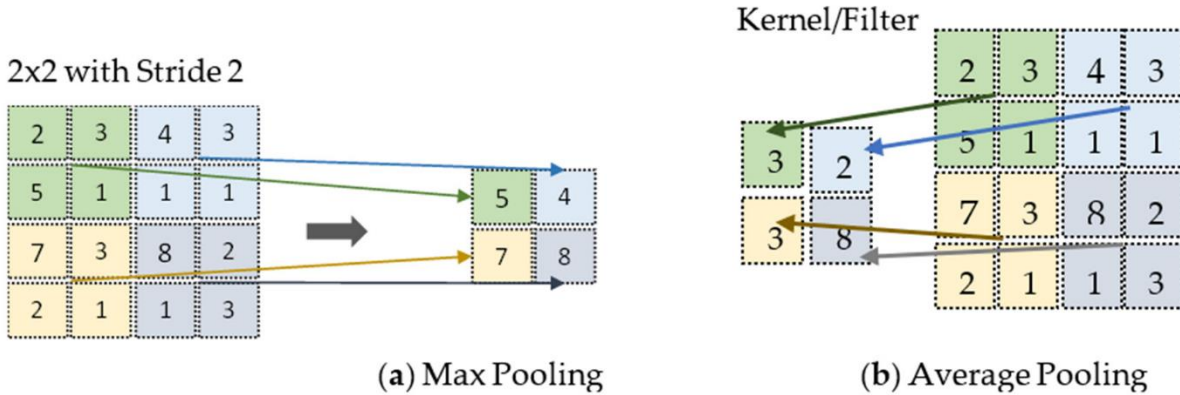 2x2 with Stride 2
2 3 4 3
5 1 1 1
7 3 8 2
2 1 1 3
5 4
7 8
(a) Max Pooling
Kernel/Filter
2 3 4 3
5 1 1 1
7 3 8 2
2 1 1 3
3 2
3 8
(b) Average Pooling